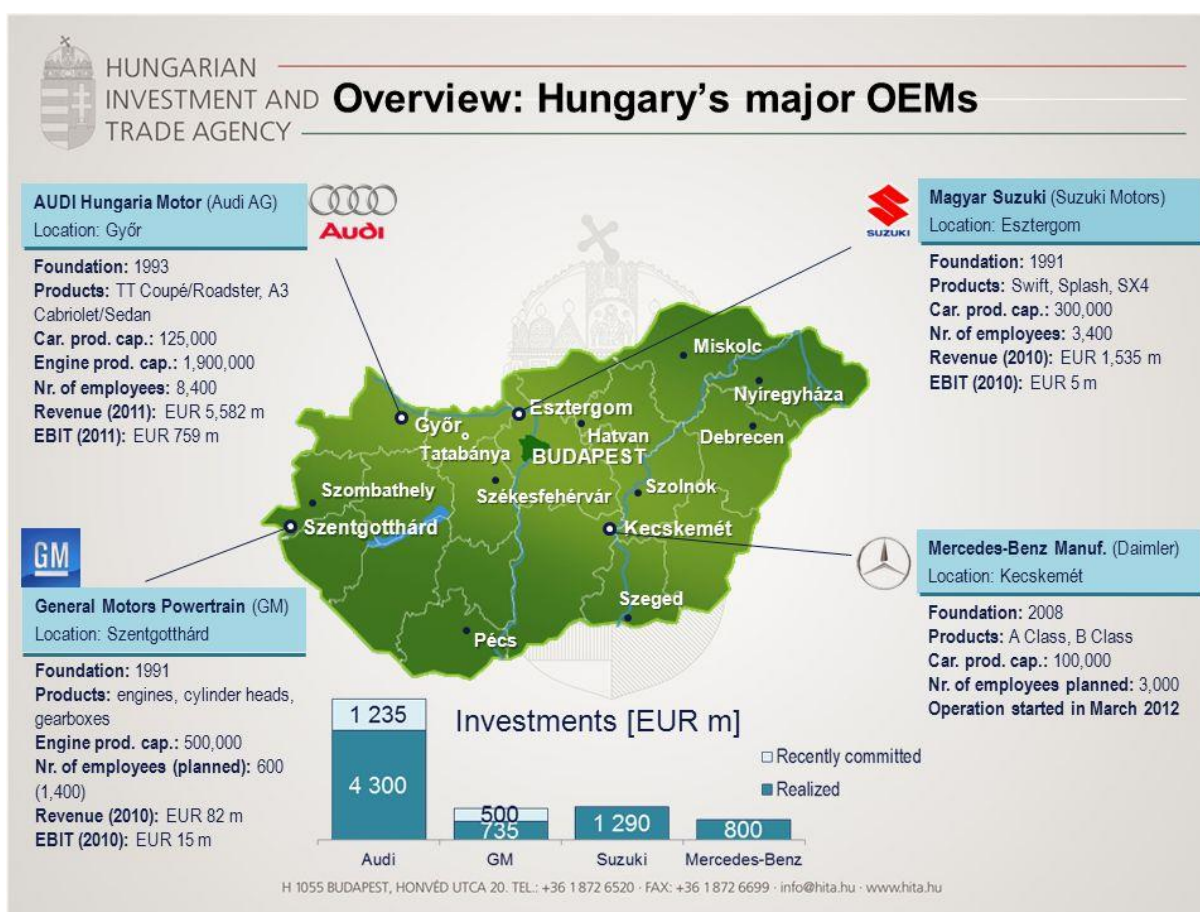 HUNGARIAN
INVESTMENT AND
TRADE AGENCY
Overview: Hungary's major OEMs
AUDI Hungaria Motor (Audi AG)
Location: Győr
Audi
Foundation: 1993
Products: TT Coupé/Roadster, A3
Cabriolet/Sedan
Car. prod. cap.: 125,000
Engine prod. cap.: 1,900,000
Nr. of employees: 8,400
Revenue (2011): EUR 5,582 m
EBIT (2011): EUR 759 m
SUZUKI
Magyar Suzuki (Suzuki Motors)
Location: Esztergom
Foundation: 1991
Products: Swift, Splash, SX4
Car. prod. cap.: 300,000
Nr. of employees: 3,400
Revenue (2010): EUR 1,535 m
EBIT (2010): EUR 5 m
Miskolc
Nyíregyháza
Esztergom
Győr
Hatvan
Debrecen
Tatabánya
BUDAPEST
Szombathely
Székesfehérvár
Szolnok
Szentgotthárd
Kecskemét
Szeged
Pécs
GM
General Motors Powertrain (GM)
Location: Szentgotthárd
Foundation: 1991
Products: engines, cylinder heads,
gearboxes
Engine prod. cap.: 500,000
Nr. of employees (planned): 600
(1,400)
Revenue (2010): EUR 82 m
EBIT (2010): EUR 15 m
Mercedes-Benz Manuf. (Daimler)
Location: Kecskemét
Foundation: 2008
Products: A Class, B Class
Car. prod. cap.: 100,000
Nr. of employees planned: 3,000
Operation started in March 2012
Investments [EUR m]
Recently committed
Realized
1 235
4 300
500
735
1 290
800
Audi
GM
Suzuki
Mercedes-Benz
H 1055 BUDAPEST, HONVÉD UTCA 20. TEL.: +36 1 872 6520 · FAX: +36 1 872 6699 · info@hita.hu · www.hita.hu